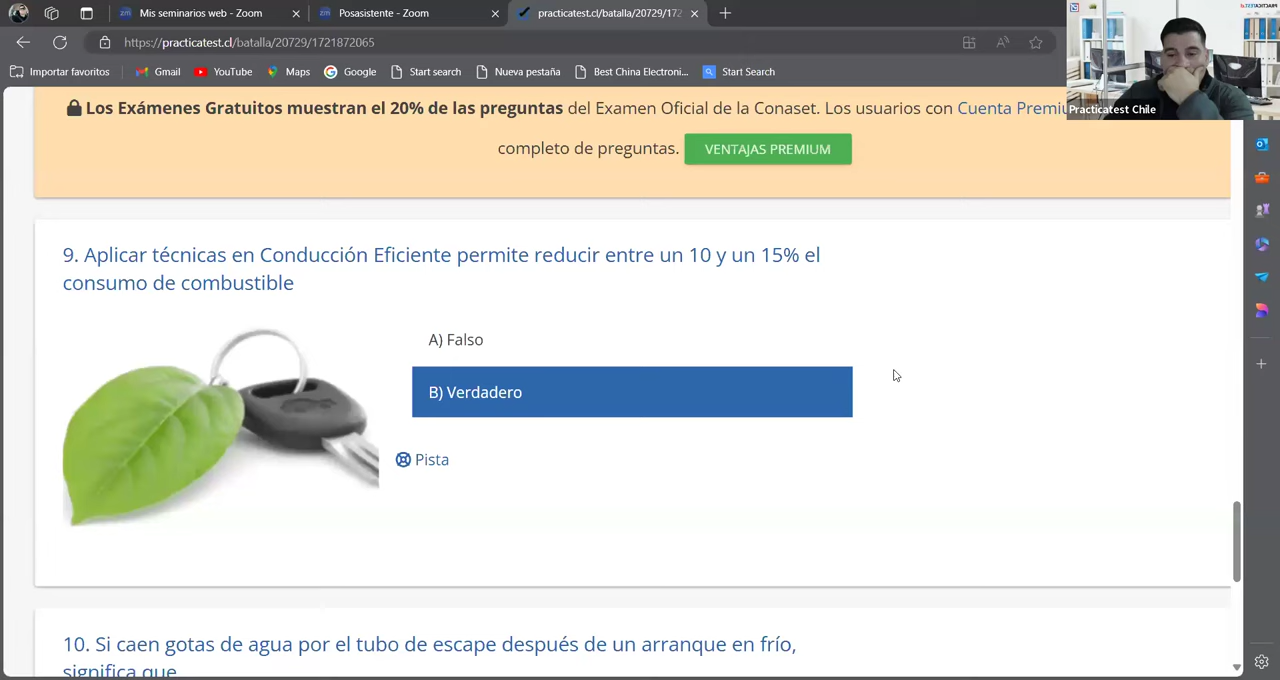 Mis seminarios web - Zoom
Posasistente - Zoom
practicatest.cl/batalla/20729/172
https://practicatest.cl/batalla/20729/1721872065
Importar favoritos
Gmail
YouTube
Maps
Google
Start search
Nueva pestaña
Best China Electroni...
Start Search
Practicatest Chile
Los Exámenes Gratuitos muestran el 20% de las preguntas del Examen Oficial de la Conaset. Los usuarios con Cuenta Premiu
completo de preguntas. VENTAJAS PREMIUM
9. Aplicar técnicas en Conducción Eficiente permite reducir entre un 10 y un 15% el
consumo de combustible
A) Falso
B) Verdadero
Pista
10. Si caen gotas de agua por el tubo de escape después de un arranque en frío,
significa que